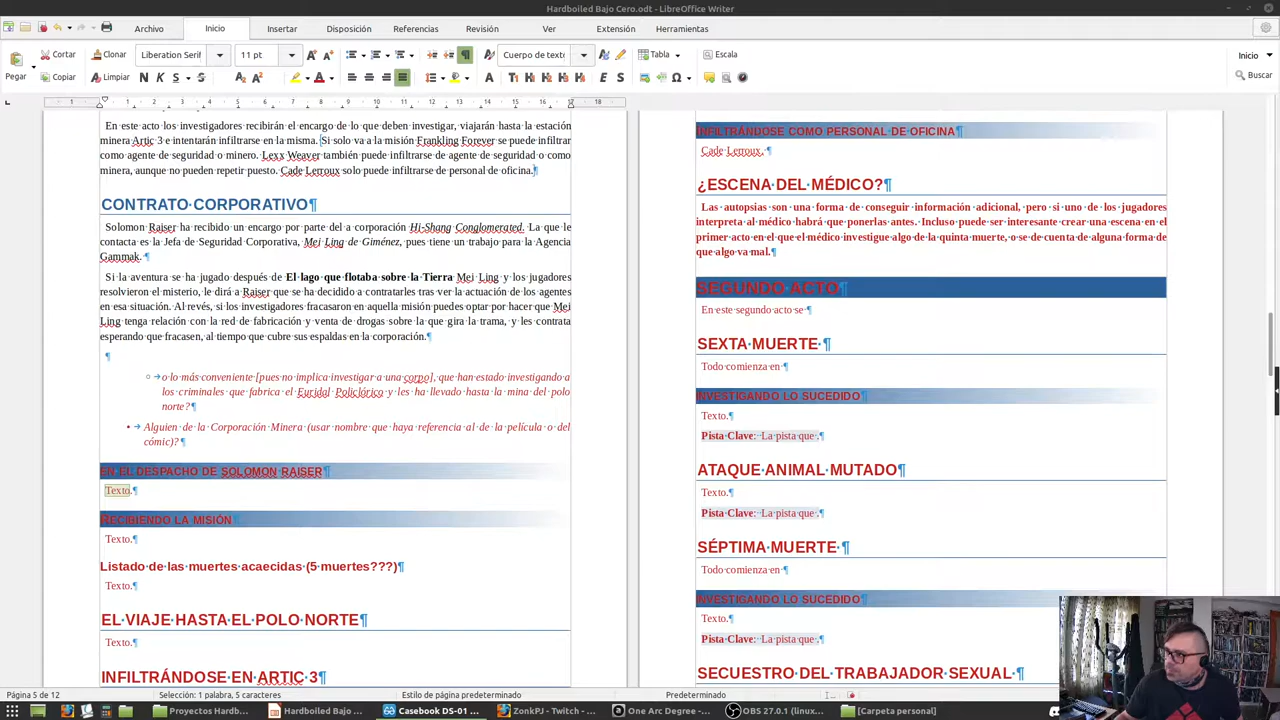 Hardboiled Bajo Cero.odt - LibreOffice Writer
Archivo Inicio Insertar Disposición Referencias Revisión Ver Extensión Herramientas
Pegar Cortar Clonar Liberation Serif 11 pt Cuerpo de texto Tabla Escala Inicio
Copiar Limpiar Buscar
1 1 2 3 4 5 6 7 8 9 10 11 12 13 14 15 16 17 18
En este acto los investigadores recibirán el encargo de lo que deben investigar, viajarán hasta la estación
minera Artic 3 e intentarán infiltrarse en la misma. Si solo va a la misión Frankling Forever se puede infiltrar
como agente de seguridad o minero. Lexx Weaver también puede infiltrarse de agente de seguridad o como
minera, aunque no pueden repetir puesto. Cade Lerroux solo puede infiltrarse de personal de oficina.¶
CONTRATO CORPORATIVO¶
Solomon Raiser ha recibido un encargo por parte del a corporación Hi-Shang Conglomerated. La que le
contacta es la Jefa de Seguridad Corporativa, Mei Ling de Giménez, pues tiene un trabajo para la Agencia
Gammak. ¶
Si la aventura se ha jugado después de El lago que flotaba sobre la Tierra Mei Ling y los jugadores
resolvieron el misterio, le dirá a Raiser que se ha decidido a contratarles tras ver la actuación de los agentes
en esa situación. Al revés, si los investigadores fracasaron en aquella misión puedes optar por hacer que Mei
Ling tenga relación con la red de fabricación y venta de drogas sobre la que gira la trama, y les contrata
esperando que fracasen, al tiempo que cubre sus espaldas en la corporación.¶
¶
o lo más conveniente [pues no implica investigar a una corpo], que han estado investigando a
los criminales que fabrica el Euridal Policlórico y les ha llevado hasta la mina del polo
norte?¶
• Alguien de la Corporación Minera (usar nombre que haya referencia al de la película o del
cómic)?¶
EN EL DESPACHO DE SOLOMON RAISER¶
Texto.¶
RECIBIENDO LA MISIÓN¶
Texto.¶
Listado de las muertes acaecidas (5 muertes???)¶
Texto.¶
EL VIAJE HASTA EL POLO NORTE¶
Texto.¶
INFILTRÁNDOSE EN ARTIC 3¶
INFILTRÁNDOSE COMO PERSONAL DE OFICINA¶
Cade Lerroux. ¶
¿ESCENA DEL MÉDICO?¶
Las autopsias son una forma de conseguir información adicional, pero si uno de los jugadores
interpreta al médico habrá que ponerlas antes. Incluso puede ser interesante crear una escena en el
primer acto en el que el médico investigue algo de la quinta muerte, o se de cuenta de alguna forma de
que algo va mal.¶
SEGUNDO ACTO¶
En este segundo acto se ¶
SEXTA MUERTE ¶
Todo comienza en ¶
INVESTIGANDO LO SUCEDIDO¶
Texto.¶
Pista Clave: La pista que .¶
ATAQUE ANIMAL MUTADO¶
Texto.¶
Pista Clave: La pista que .¶
SÉPTIMA MUERTE ¶
Todo comienza en ¶
INVESTIGANDO LO SUCEDIDO¶
Texto.¶
Pista Clave: La pista que .¶
SECUESTRO DEL TRABAJADOR SEXUAL ¶
Página 5 de 12 Selección: 1 palabra, 5 caracteres Estilo de página predeterminado Predeterminado
Proyectos Hardb... Hardboiled Bajo ... Casebook DS-01 ... ZonkPJ - Twitch - ... One Arc Degree - ... OBS 27.0.1 (linux... [Carpeta personal]